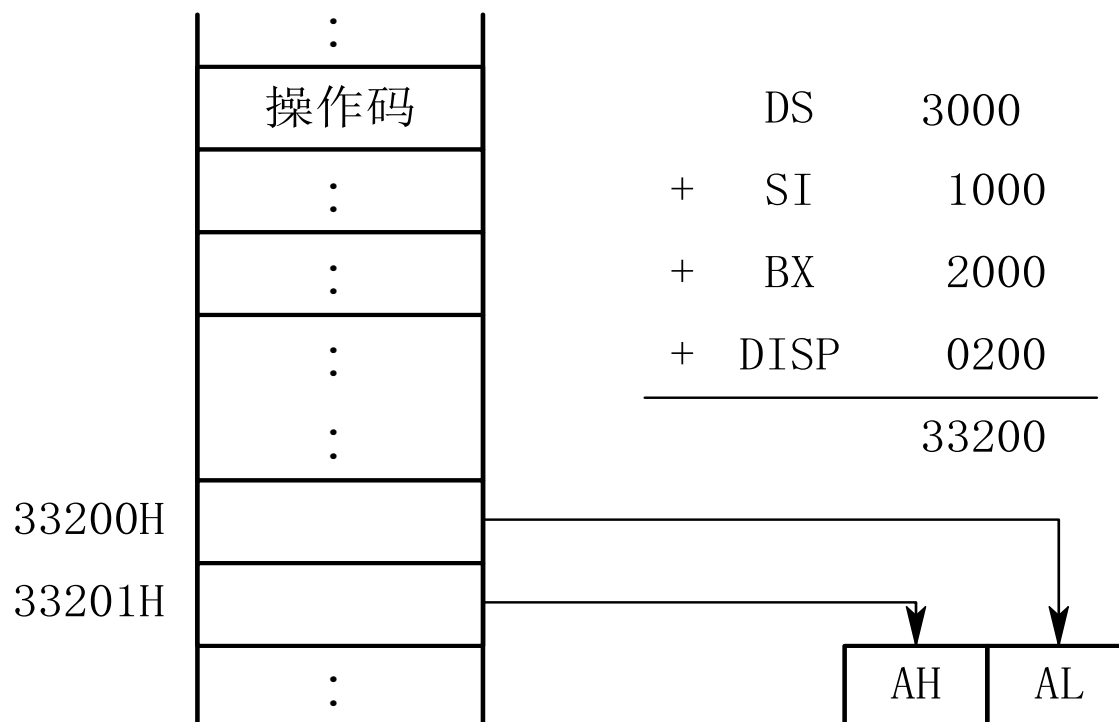 操作码
DS 3000
+ SI 1000
+ BX 2000
+ DISP 0200
33200
33200H
33201H
AH AL